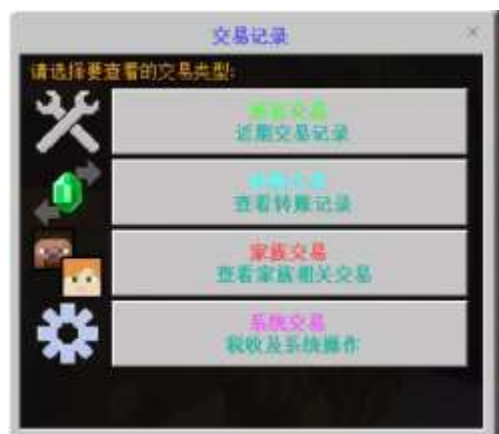 交易记录
请选择要查看的交易类型:
近期交易记录
查看转账记录
家族交易
查看家族相关交易
系统交易
税收及系统操作